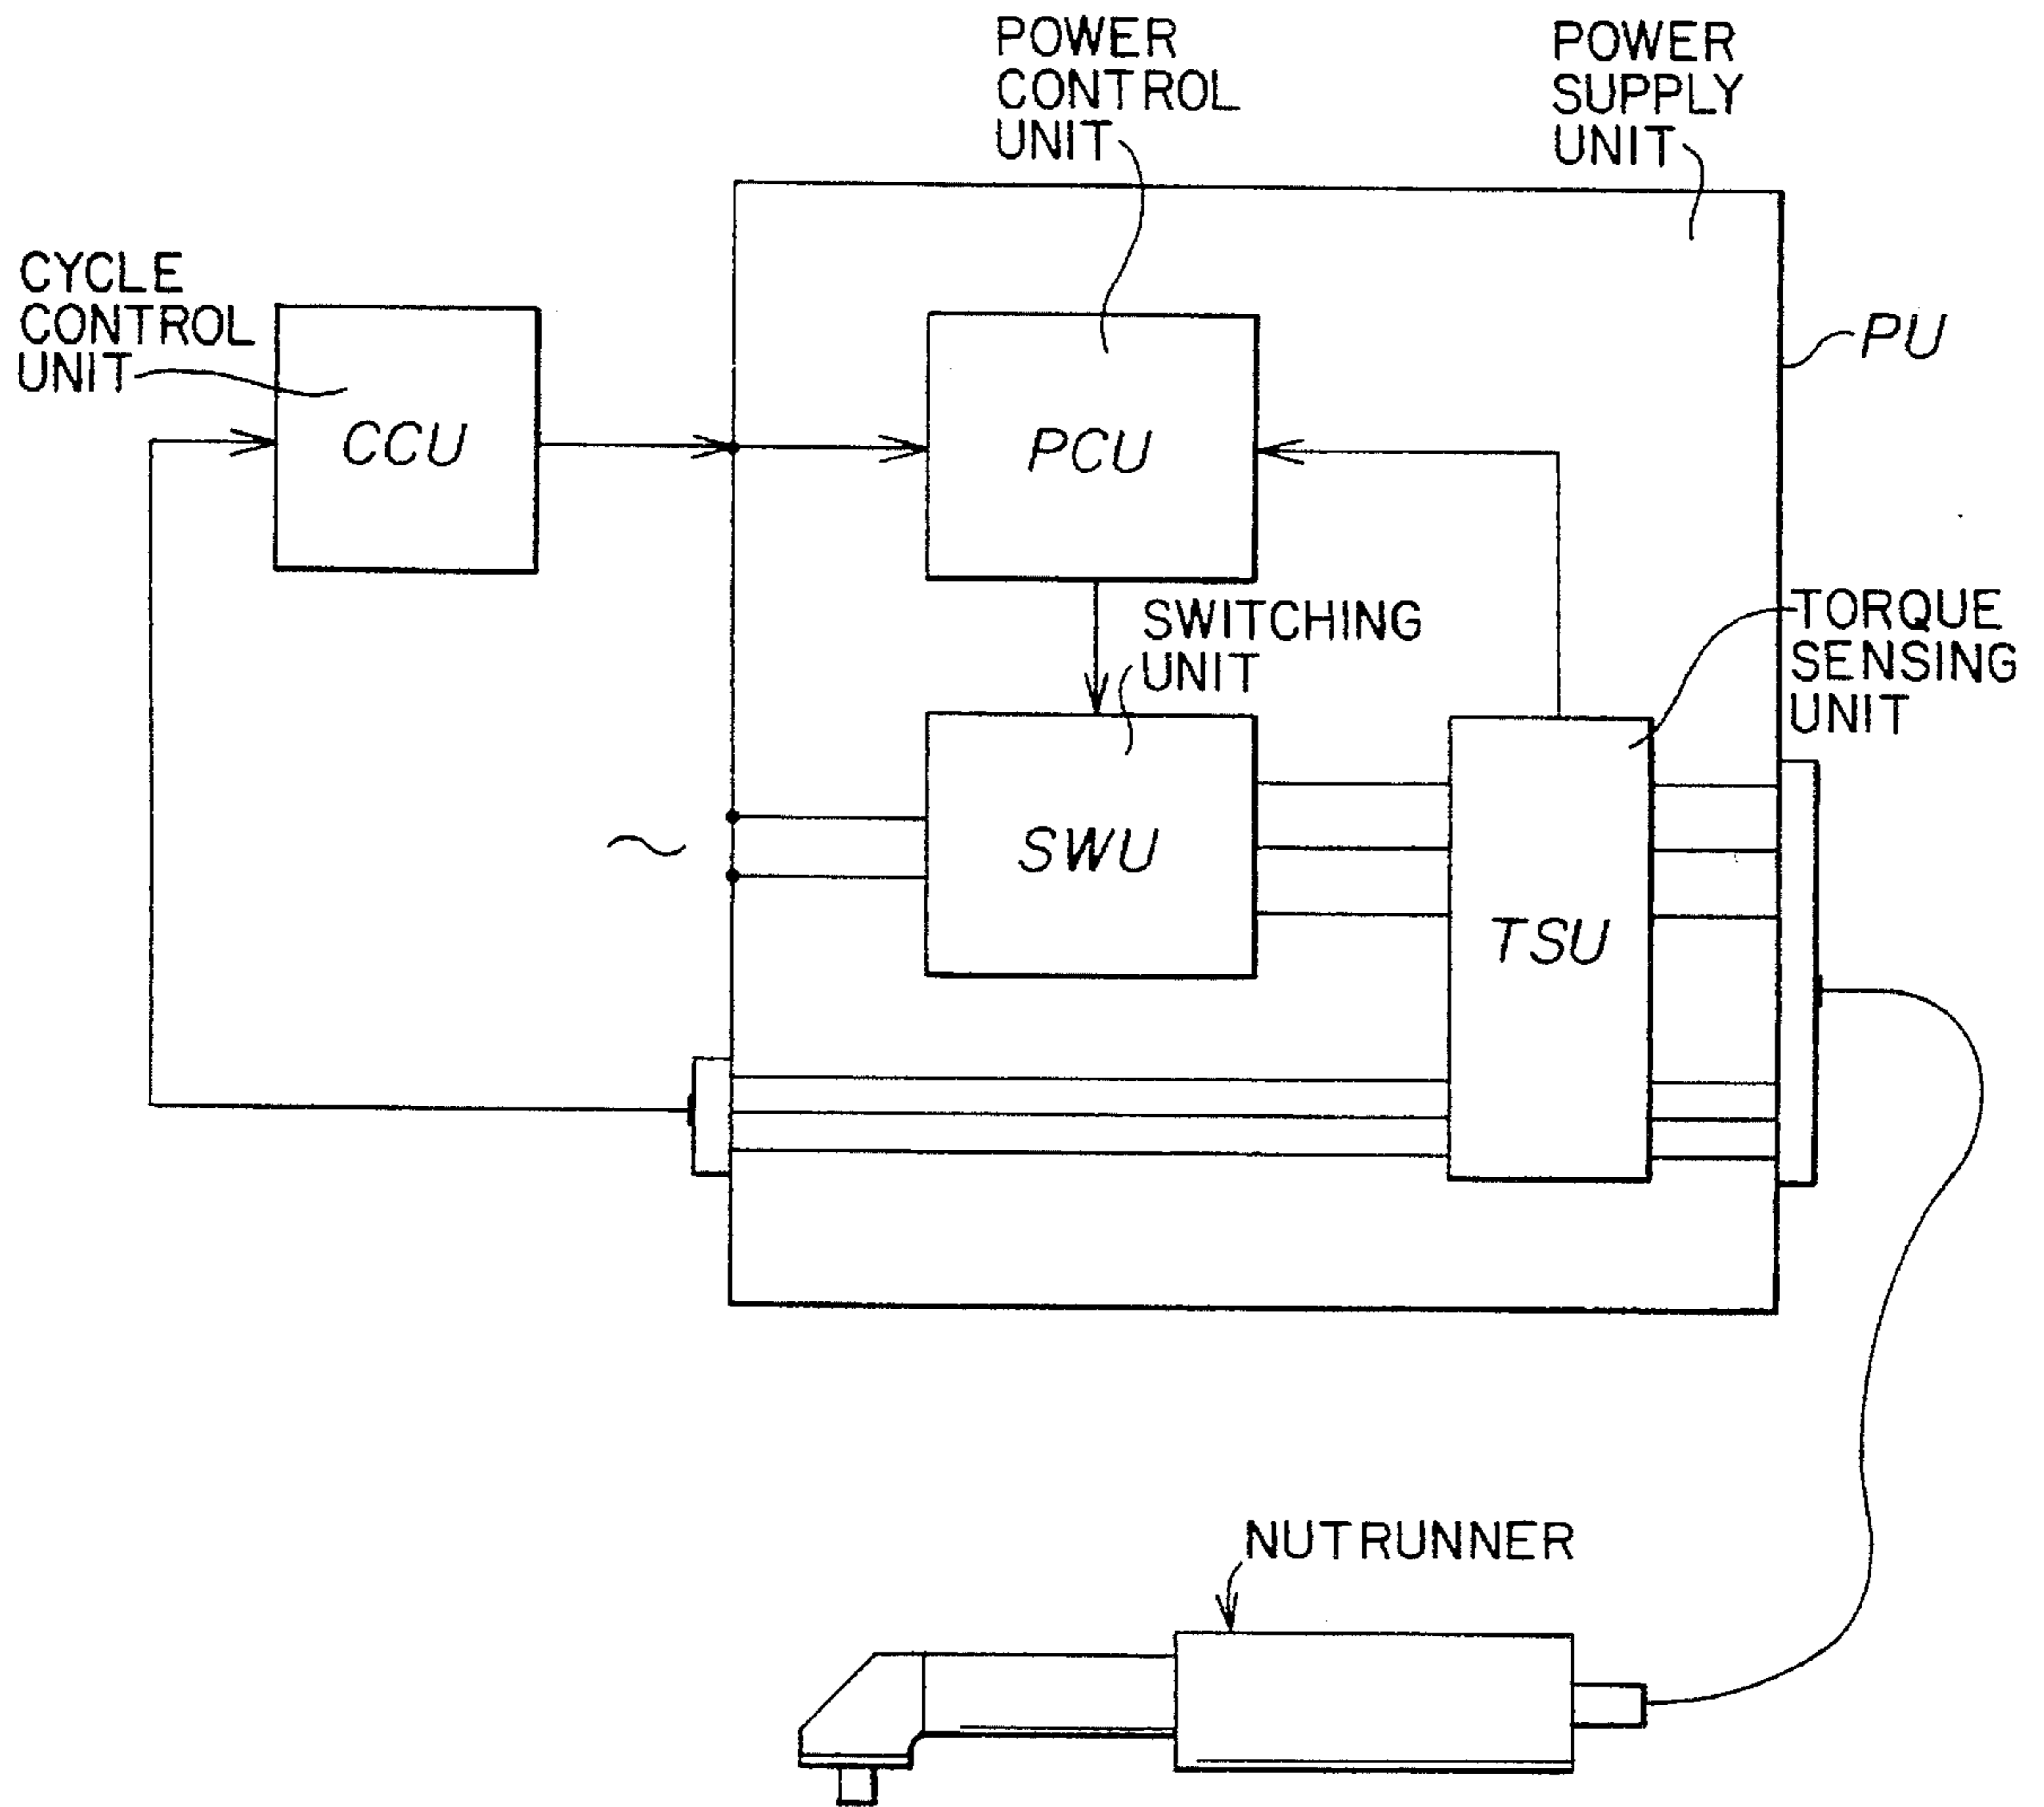 POWER
CONTROL
UNIT
POWER
SUPPLY
UNIT
CYCLE
CONTROL
UNIT
PU
CCU
PCU
SWITCHING
UNIT
TORQUE
SENSING
UNIT
SWU
TSU
NUTRUNNER